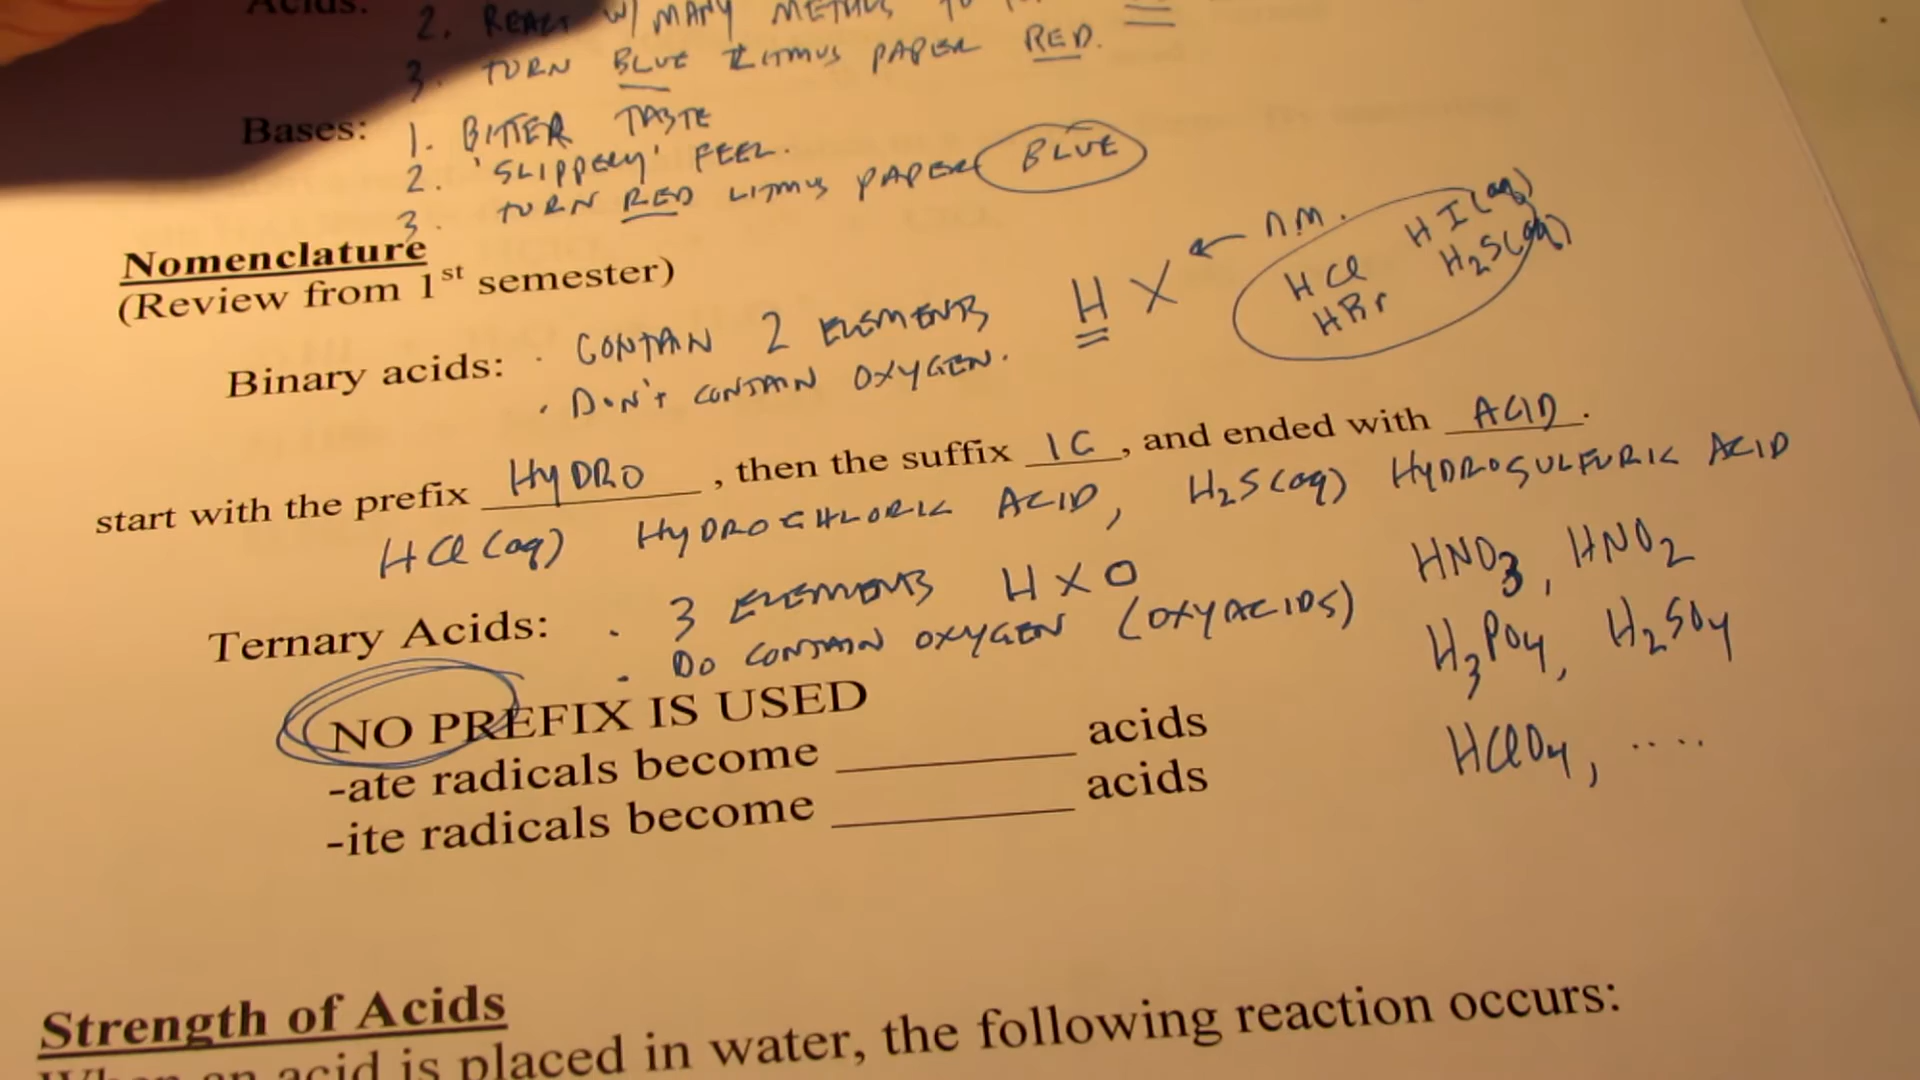 Acids:
2. REACT W/ MANY METALS TO
3. TURN BLUE LITMUS PAPER RED.
Bases: 1. BITTER TASTE
2. 'SLIPPERY' FEEL.
3. TURN RED LITMUS PAPER BLUE
Nomenclature
(Review from 1st semester)
H X ← n.m.
HCl HI(aq)
HBr H2S(aq)
Binary acids: · CONTAIN 2 ELEMENTS
· DON'T CONTAIN OXYGEN.
start with the prefix HYDRO, then the suffix IC, and ended with ACID.
HCl(aq) HYDROCHLORIC ACID, H2S(aq) HYDROSULFURIC ACID
Ternary Acids: · 3 ELEMENTS HXO
· DO CONTAIN OXYGEN (OXYACIDS)
HNO3, HNO2
H3PO4, H2SO4
HClO4, ....
NO PREFIX IS USED
-ate radicals become ________ acids
-ite radicals become ________ acids
Strength of Acids
When an acid is placed in water, the following reaction occurs: